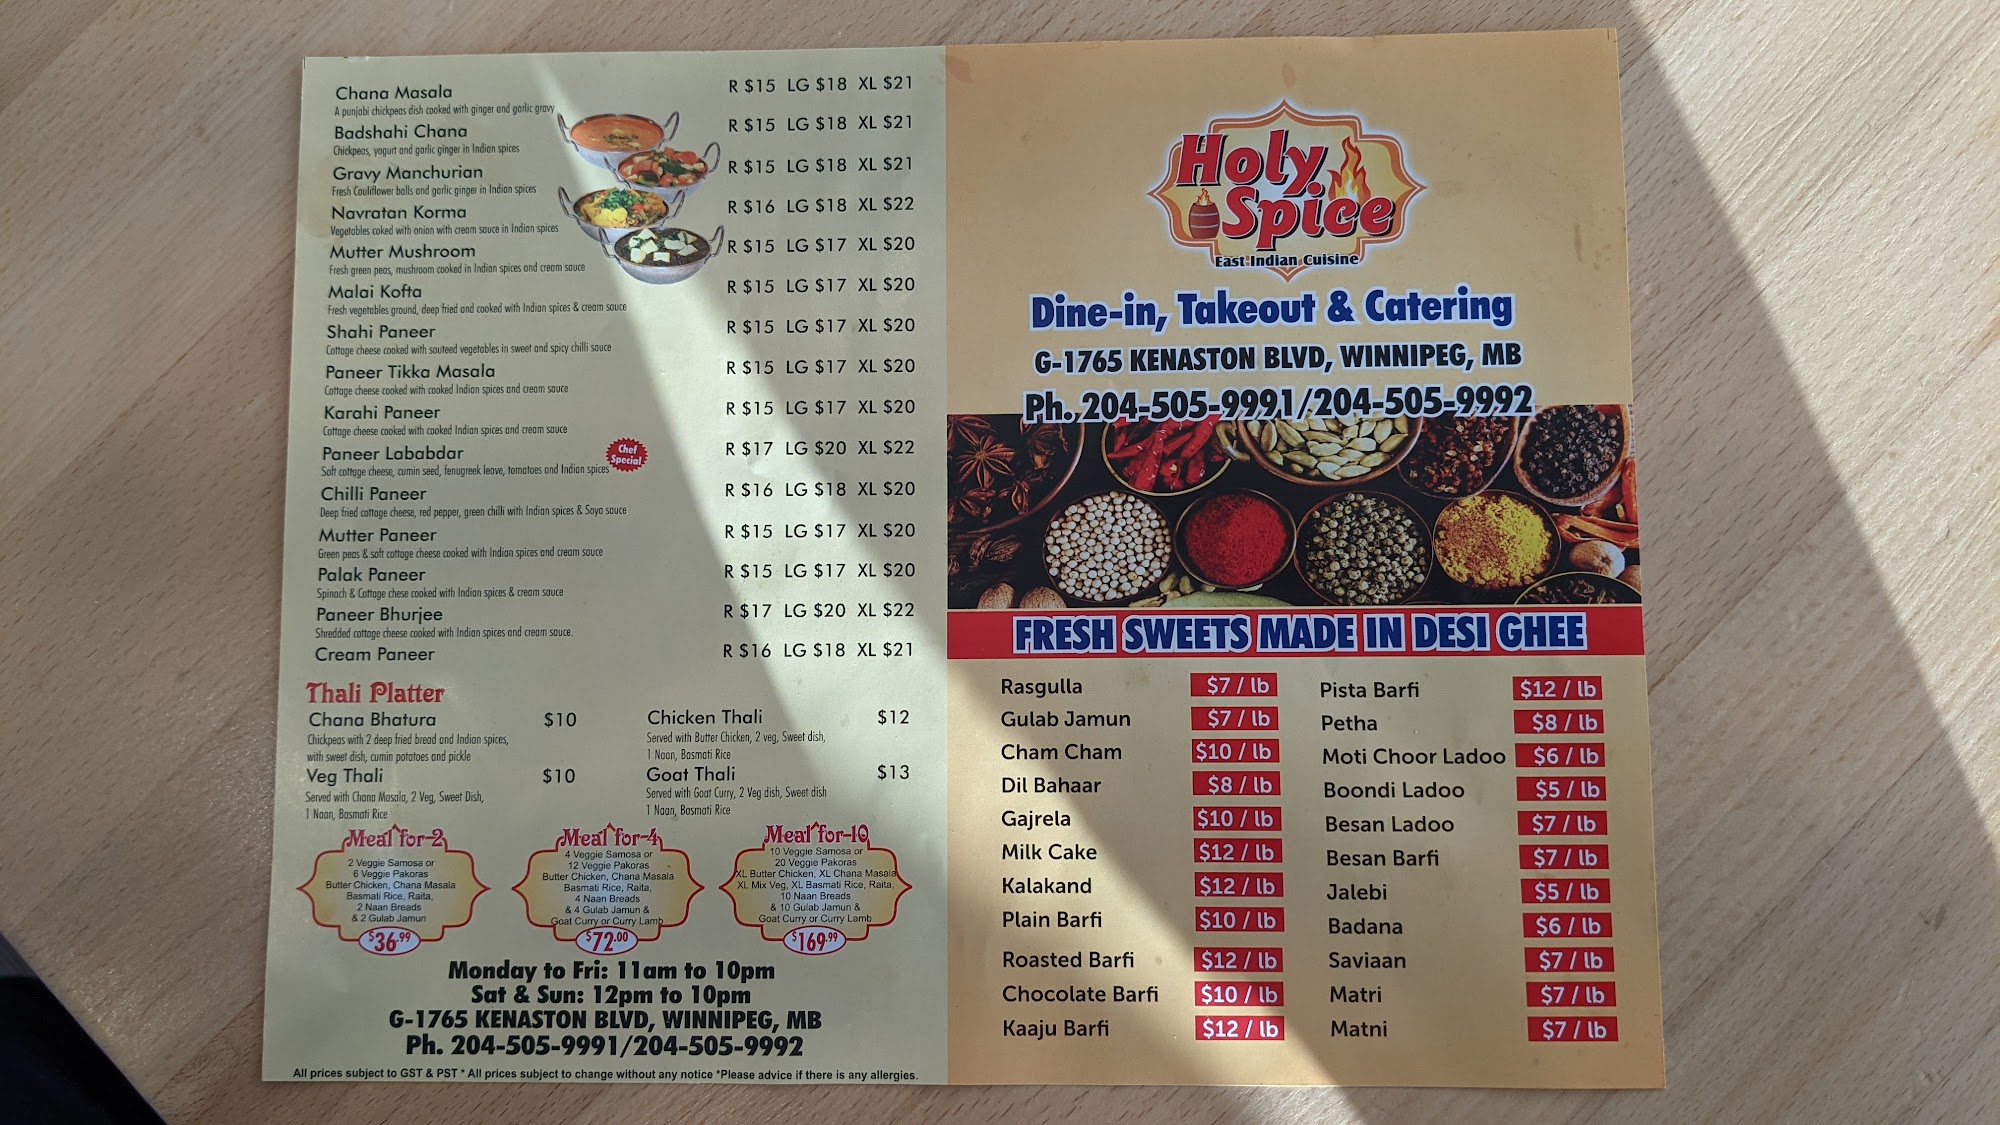 Chana Masala R $15 LG $18 XL $21
A punjabi chickpeas dish cooked with ginger and garlic gravy
Badshahi Chana R $15 LG $18 XL $21
Chickpeas, yogurt and garlic ginger in Indian spices
Gravy Manchurian R $15 LG $18 XL $21
Fresh Cauliflower balls and garlic ginger in Indian spices
Navratan Korma R $16 LG $18 XL $22
Vegetables coked with onion with cream sauce in Indian spices
Mutter Mushroom R $15 LG $17 XL $20
Fresh green peas, mushroom cooked in Indian spices and cream sauce
Malai Kofta R $15 LG $17 XL $20
Fresh vegetables ground, deep fried and cooked with Indian spices & cream sauce
Shahi Paneer R $15 LG $17 XL $20
Cottage cheese cooked with sauteed vegetables in sweet and spicy chilli sauce
Paneer Tikka Masala R $15 LG $17 XL $20
Cottage cheese cooked with cooked Indian spices and cream sauce
Karahi Paneer R $15 LG $17 XL $20
Cottage cheese cooked with cooked Indian spices and cream sauce
Paneer Lababdar R $17 LG $20 XL $22
Chef
Special
Soft cottage cheese, cumin seed, fenugreek leave, tomatoes and Indian spices
Chilli Paneer R $16 LG $18 XL $20
Deep fried cottage cheese, red pepper, green chilli with Indian spices & Soya sauce
Mutter Paneer R $15 LG $17 XL $20
Green peas & soft cottage cheese cooked with Indian spices and cream sauce
Palak Paneer R $15 LG $17 XL $20
Spinach & Cottage chese cooked with Indian spices & cream sauce
Paneer Bhurjee R $17 LG $20 XL $22
Shredded cottage cheese cooked with Indian spices and cream sauce.
Cream Paneer R $16 LG $18 XL $21
Thali Platter
Chana Bhatura $10
Chickpeas with 2 deep fried bread and Indian spices,
with sweet dish, cumin potatoes and pickle
Veg Thali $10
Served with Chana Masala, 2 Veg, Sweet Dish,
1 Naan, Basmati Rice
Chicken Thali $12
Served with Butter Chicken, 2 veg, Sweet dish,
1 Naan, Basmati Rice
Goat Thali $13
Served with Goat Curry, 2 Veg dish, Sweet dish
1 Naan, Basmati Rice
Meal for-2
2 Veggie Samosa or
6 Veggie Pakoras
Butter Chicken, Chana Masala
Basmati Rice, Raita,
2 Naan Breads
& 2 Gulab Jamun
$36.99
Meal for-4
4 Veggie Samosa or
12 Veggie Pakoras
Butter Chicken, Chana Masala
Basmati Rice, Raita,
4 Naan Breads
& 4 Gulab Jamun &
Goat Curry or Curry Lamb
$72.00
Meal for-10
10 Veggie Samosa or
20 Veggie Pakoras
XL Butter Chicken, XL Chana Masala
XL Mix Veg, XL Basmati Rice, Raita,
10 Naan Breads
& 10 Gulab Jamun &
Goat Curry or Curry Lamb
$169.99
Monday to Fri: 11am to 10pm
Sat & Sun: 12pm to 10pm
G-1765 KENASTON BLVD, WINNIPEG, MB
Ph. 204-505-9991/204-505-9992
All prices subject to GST & PST * All prices subject to change without any notice *Please advice if there is any allergies.
Holy
Spice
East Indian Cuisine
Dine-in, Takeout & Catering
G-1765 KENASTON BLVD, WINNIPEG, MB
Ph. 204-505-9991/204-505-9992
FRESH SWEETS MADE IN DESI GHEE
Rasgulla $7 / lb
Gulab Jamun $7 / lb
Cham Cham $10 / lb
Dil Bahaar $8 / lb
Gajrela $10 / lb
Milk Cake $12 / lb
Kalakand $12 / lb
Plain Barfi $10 / lb
Roasted Barfi $12 / lb
Chocolate Barfi $10 / lb
Kaaju Barfi $12 / lb
Pista Barfi $12 / lb
Petha $8 / lb
Moti Choor Ladoo $6 / lb
Boondi Ladoo $5 / lb
Besan Ladoo $7 / lb
Besan Barfi $7 / lb
Jalebi $5 / lb
Badana $6 / lb
Saviaan $7 / lb
Matri $7 / lb
Matni $7 / lb